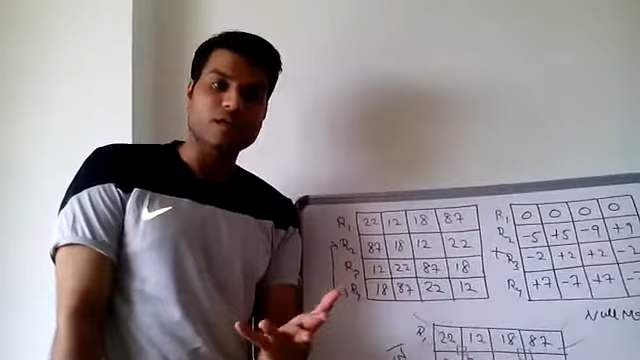 R1 22 12 18 87
R2 87 18 12 22
R3 12 22 87 18
R4 18 87 22 12
R1 0 0 0 0
R2 -5 +5 -9 +9
R3 -2 +2 +2
R4 +7 -7 +7
Null
R1 22 12 18 87